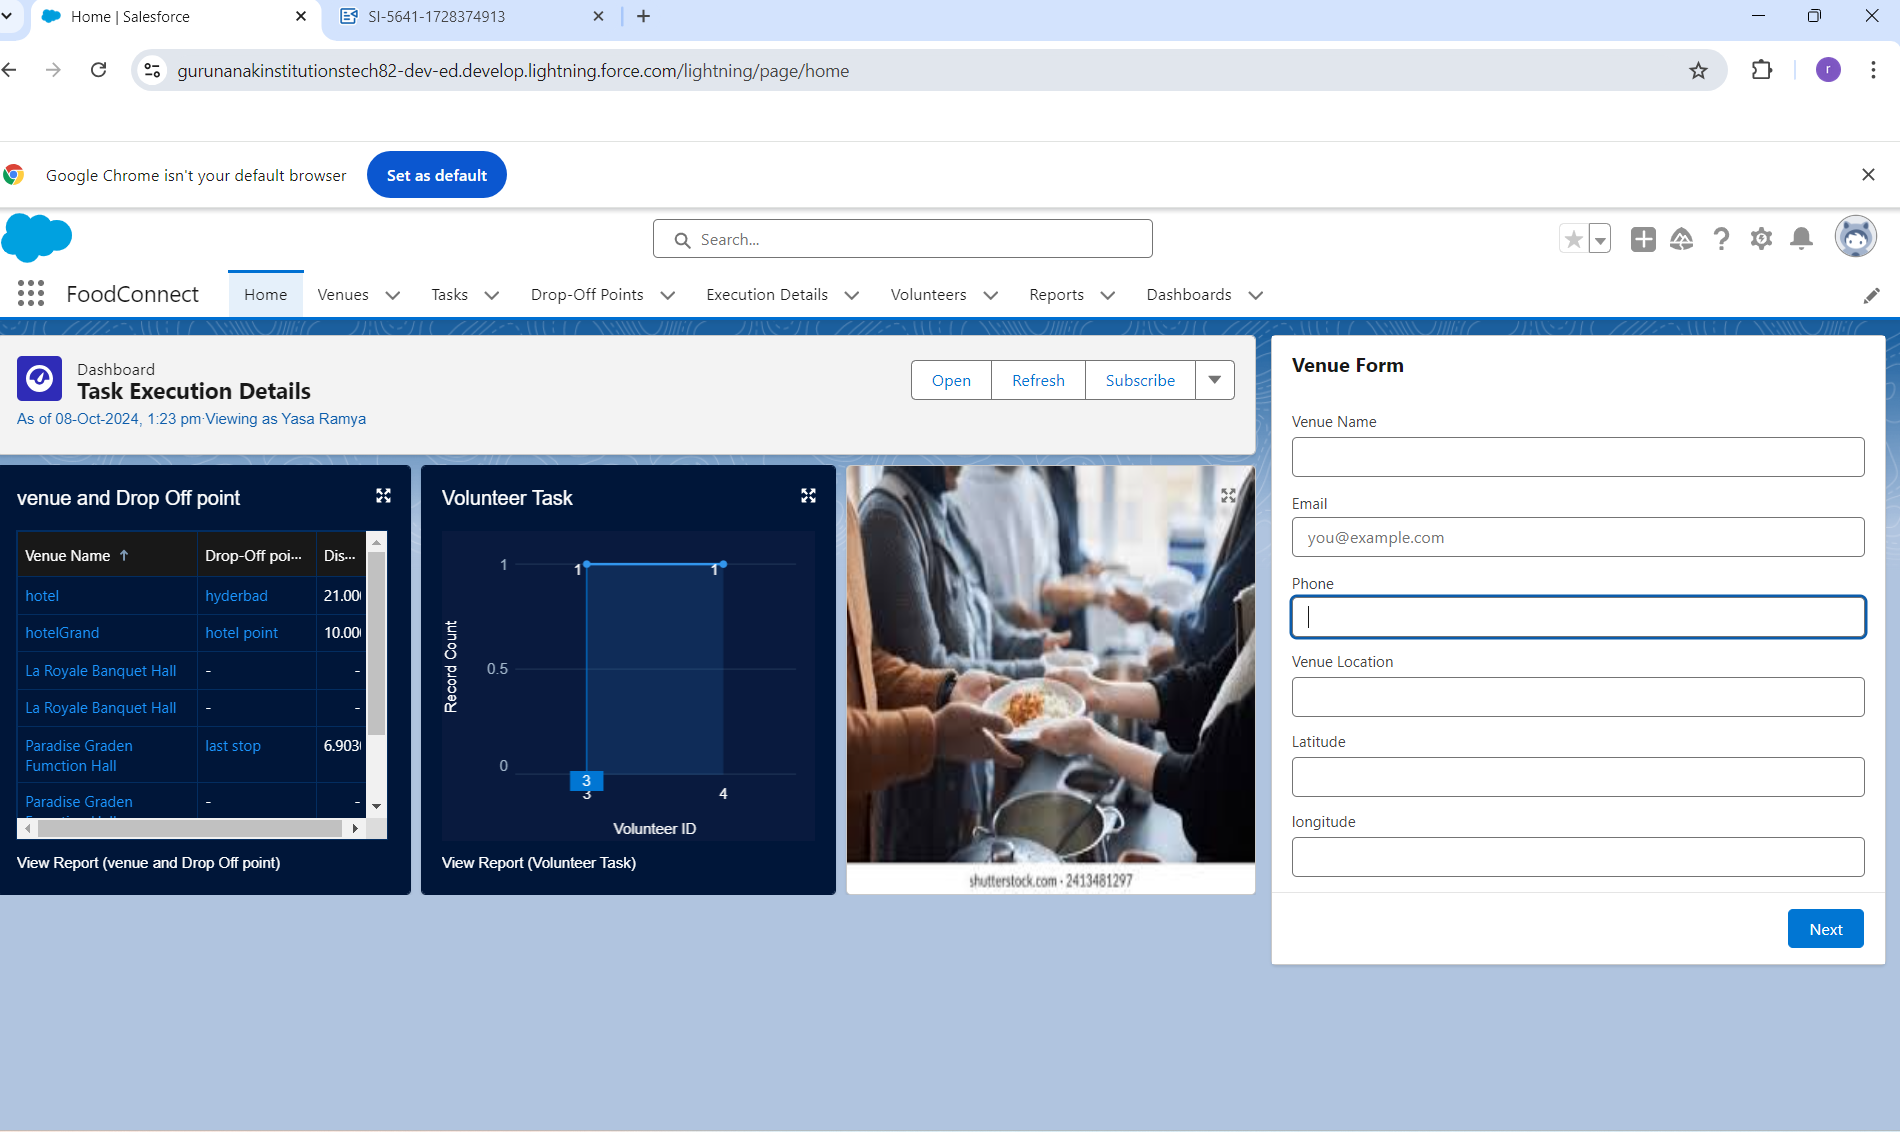 Home | Salesforce
SI-5641-1728374913
gurunanakinstitutionstech82-dev-ed.develop.lightning.force.com/lightning/page/home
r
Google Chrome isn't your default browser
Set as default
Search...
FoodConnect
Home
Venues
Tasks
Drop-Off Points
Execution Details
Volunteers
Reports
Dashboards
Dashboard
Task Execution Details
As of 08-Oct-2024, 1:23 pm·Viewing as Yasa Ramya
Open
Refresh
Subscribe
venue and Drop Off point
Venue Name ↑ Drop-Off poi... Dis...
hotel hyderbad 21.00
hotelGrand hotel point 10.00
La Royale Banquet Hall - -
La Royale Banquet Hall - -
Paradise Graden last stop 6.903
Fumction Hall
Paradise Graden - -
View Report (venue and Drop Off point)
Volunteer Task
1
1
1
0.5
0
Record Count
3
3
4
Volunteer ID
View Report (Volunteer Task)
shutterstock.com · 2413481297
Venue Form
Venue Name
Email
you@example.com
Phone
Venue Location
Latitude
longitude
Next